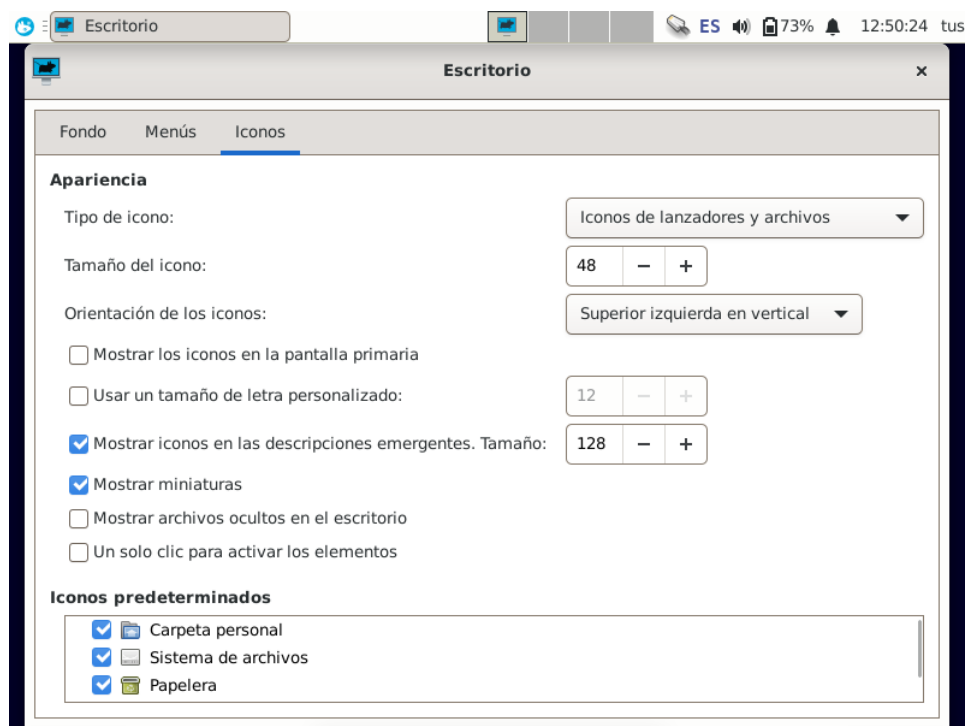 Escritorio ES 73% 12:50:24 tus
Escritorio
Fondo Menús Iconos
Apariencia
Tipo de icono: Iconos de lanzadores y archivos
Tamaño del icono: 48
Orientación de los iconos: Superior izquierda en vertical
Mostrar los iconos en la pantalla primaria
Usar un tamaño de letra personalizado: 12
Mostrar iconos en las descripciones emergentes. Tamaño: 128
Mostrar miniaturas
Mostrar archivos ocultos en el escritorio
Un solo clic para activar los elementos
Iconos predeterminados
Carpeta personal
Sistema de archivos
Papelera